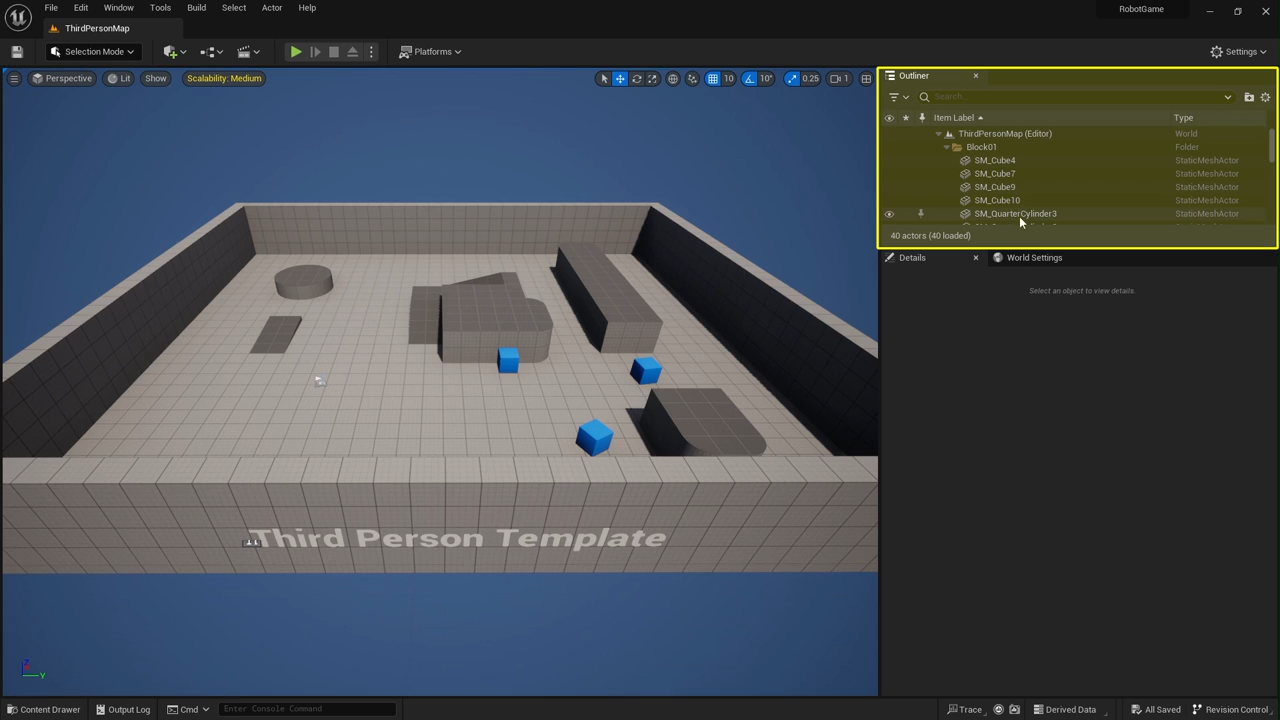 File Edit Window Tools Build Select Actor Help
RobotGame
ThirdPersonMap
Selection Mode
Platforms
Settings
Perspective Lit Show Scalability: Medium
10 10° 0.25 1
Outliner
Search...
Item Label Type
ThirdPersonMap (Editor) World
Block01 Folder
SM_Cube4 StaticMeshActor
SM_Cube7 StaticMeshActor
SM_Cube9 StaticMeshActor
SM_Cube10 StaticMeshActor
SM_QuarterCylinder3 StaticMeshActor
40 actors (40 loaded)
Details World Settings
Select an object to view details.
Third Person Template
Z
Y
Content Drawer Output Log Cmd Enter Console Command Trace Derived Data All Saved Revision Control